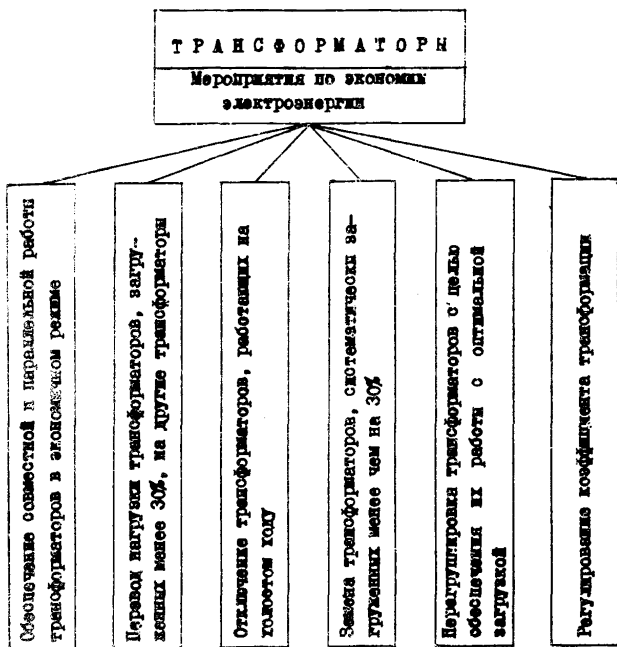 ТРАНСФОРМАТОРЫ
Мероприятия по экономии
электроэнергии
Обеспечение совместной и параллельной работы
трансформаторов в экономичном режиме
Перевод нагрузки трансформаторов, загру-
женных менее 30%, на другие трансформаторы
Отключение трансформаторов, работающих на
холостом ходу
Замена трансформаторов, систематически за-
груженных менее чем на 30%
Перегруппировка трансформаторов с целью
обеспечения их работы с оптимальной
загрузкой
Регулирование коэффициента трансформации